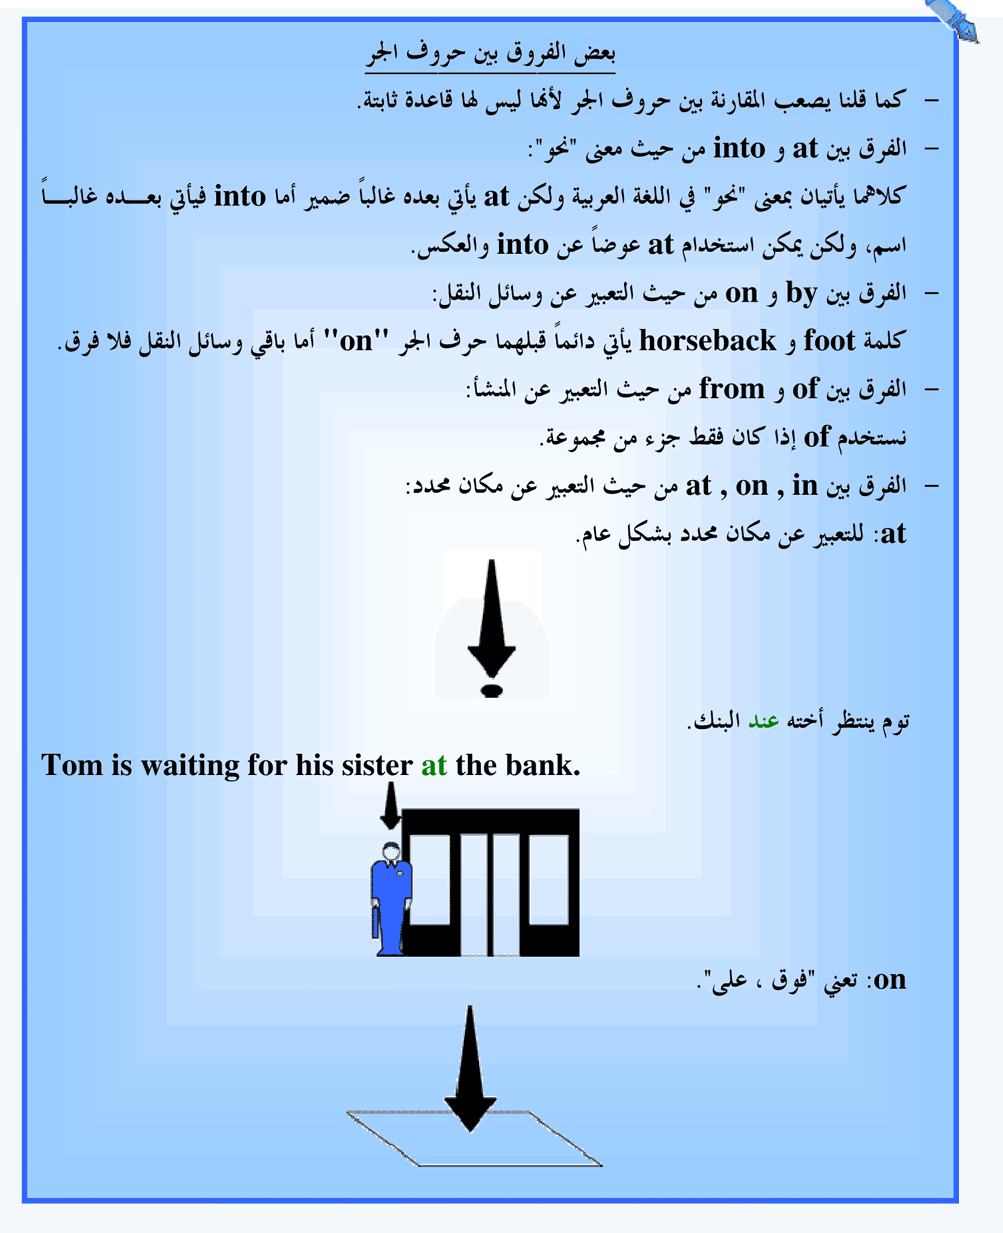 بعض الفروق بين حروف الجر
– كما قلنا يصعب المقارنة بين حروف الجر لأنها ليس لها قاعدة ثابتة.
– الفرق بين at و into من حيث معنى "نحو":
كلاهما يأتيان بمعنى "نحو" في اللغة العربية ولكن at يأتي بعده غالباً ضمير أما into فيأتي بعـــده غالبـــاً
اسم، ولكن يمكن استخدام at عوضاً عن into والعكس.
– الفرق بين by و on من حيث التعبير عن وسائل النقل:
كلمة foot و horseback يأتي دائماً قبلهما حرف الجر "on" أما باقي وسائل النقل فلا فرق.
– الفرق بين of و from من حيث التعبير عن المنشأ:
نستخدم of إذا كان فقط جزء من مجموعة.
– الفرق بين at , on , in من حيث التعبير عن مكان محدد:
at: للتعبير عن مكان محدد بشكل عام.
توم ينتظر أخته عند البنك.
Tom is waiting for his sister at the bank.
on: تعني "فوق ، على".